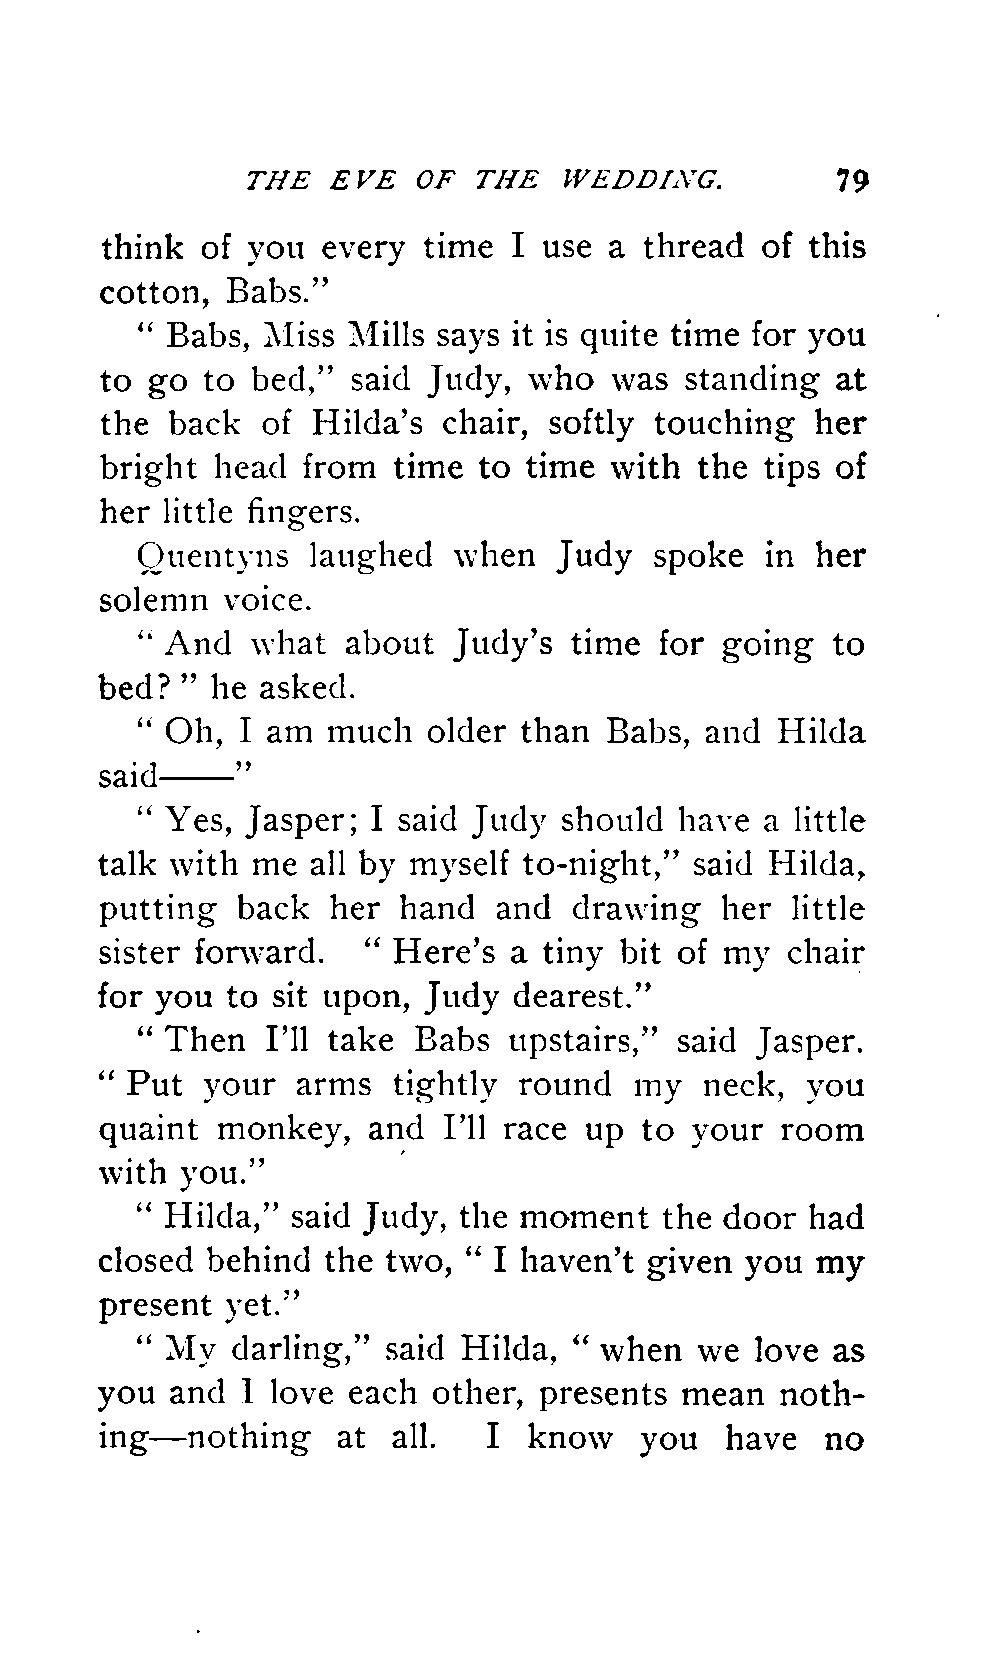 THE EVE OF THE WEDDING. 79
think of you every time I use a thread of this
cotton, Babs."
" Babs, Miss Mills says it is quite time for you
to go to bed," said Judy, who was standing at
the back of Hilda's chair, softly touching her
bright head from time to time with the tips of
her little fingers.
Quentyns laughed when Judy spoke in her
solemn voice.
" And what about Judy's time for going to
bed? " he asked.
" Oh, I am much older than Babs, and Hilda
said——"
" Yes, Jasper; I said Judy should have a little
talk with me all by myself to-night," said Hilda,
putting back her hand and drawing her little
sister forward. " Here's a tiny bit of my chair
for you to sit upon, Judy dearest."
" Then I'll take Babs upstairs," said Jasper.
" Put your arms tightly round my neck, you
quaint monkey, and I'll race up to your room
with you."
" Hilda," said Judy, the moment the door had
closed behind the two, " I haven't given you my
present yet."
" My darling," said Hilda, " when we love as
you and I love each other, presents mean noth-
ing—nothing at all. I know you have no